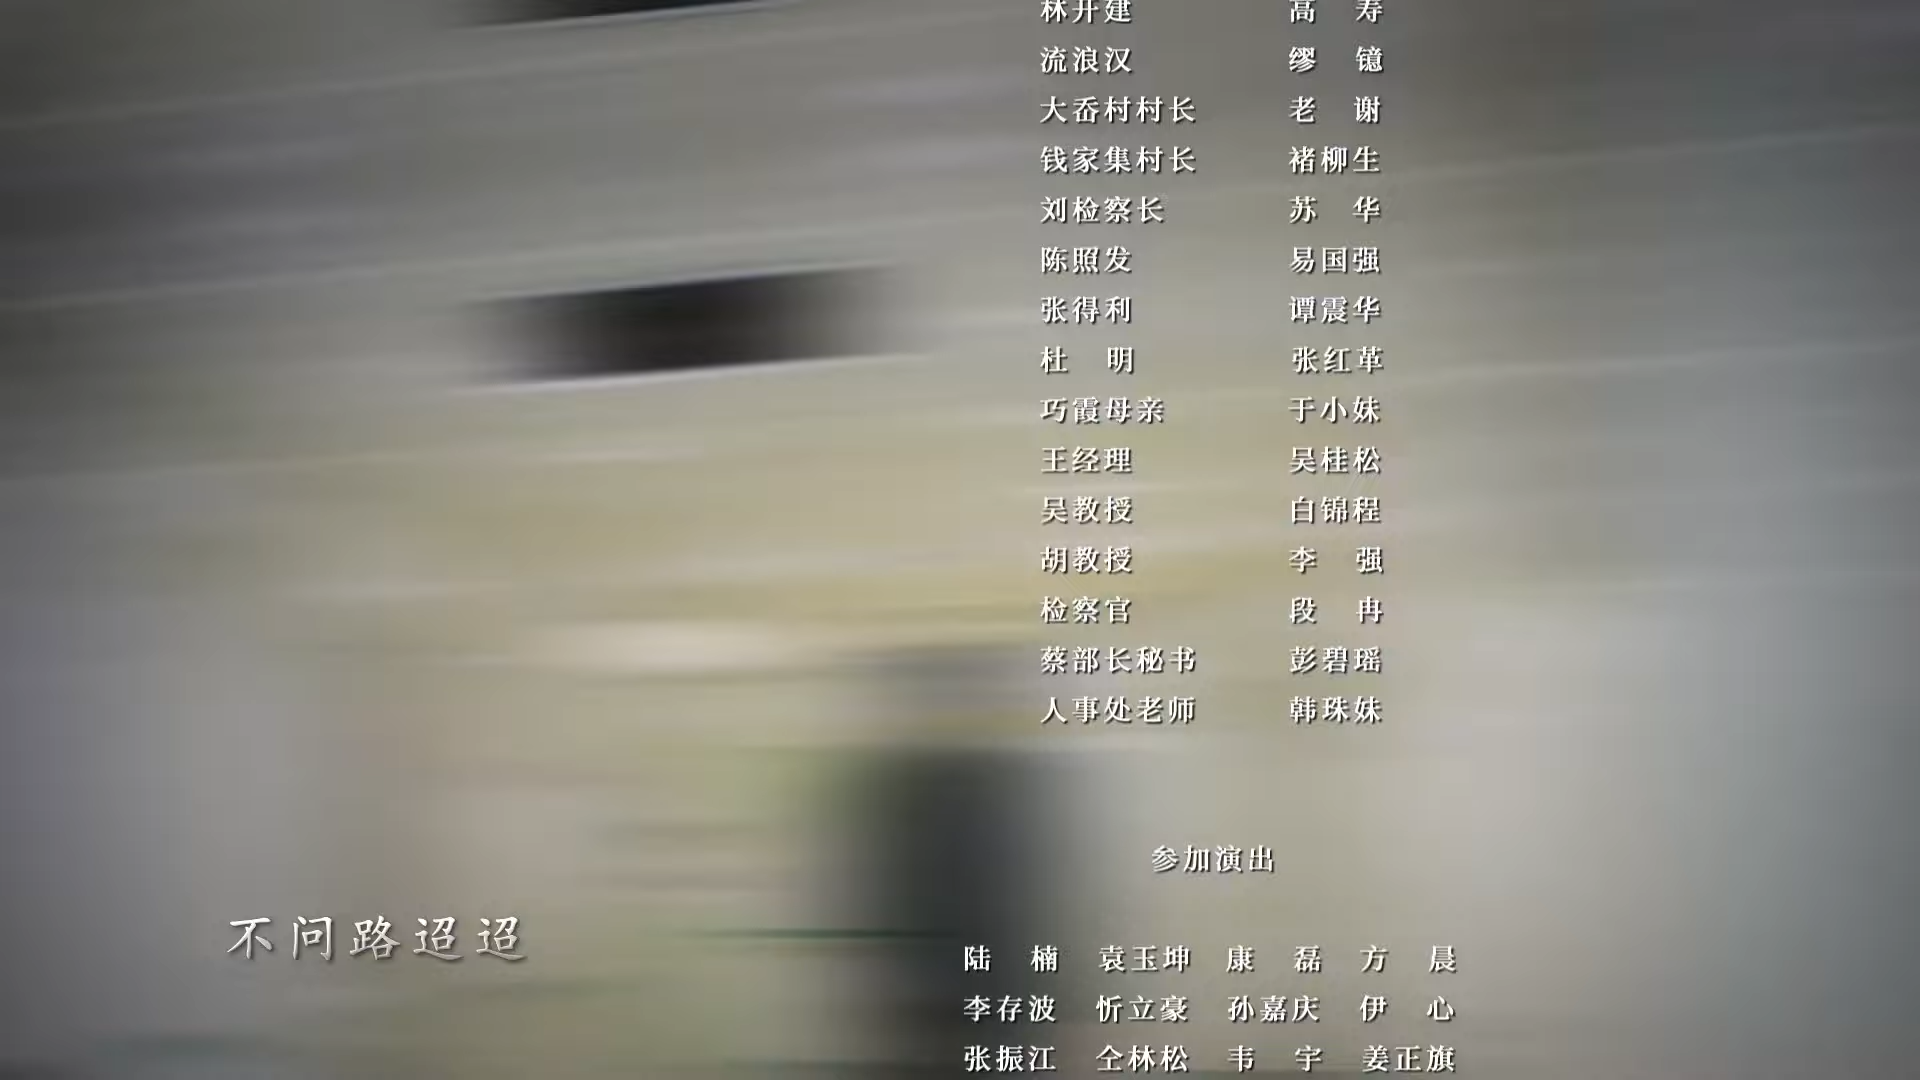 林开建 高 寿
流浪汉 缪 镱
大岙村村长 老 谢
钱家集村长 褚柳生
刘检察长 苏 华
陈照发 易国强
张得利 谭震华
杜 明 张红革
巧霞母亲 于小妹
王经理 吴桂松
吴教授 白锦程
胡教授 李 强
检察官 段 冉
蔡部长秘书 彭碧瑶
人事处老师 韩珠妹
参加演出
不问路迢迢
陆 楠 袁玉坤 康 磊 方 晨
李存波 忻立豪 孙嘉庆 伊 心
张振江 仝林松 韦 宇 姜正旗